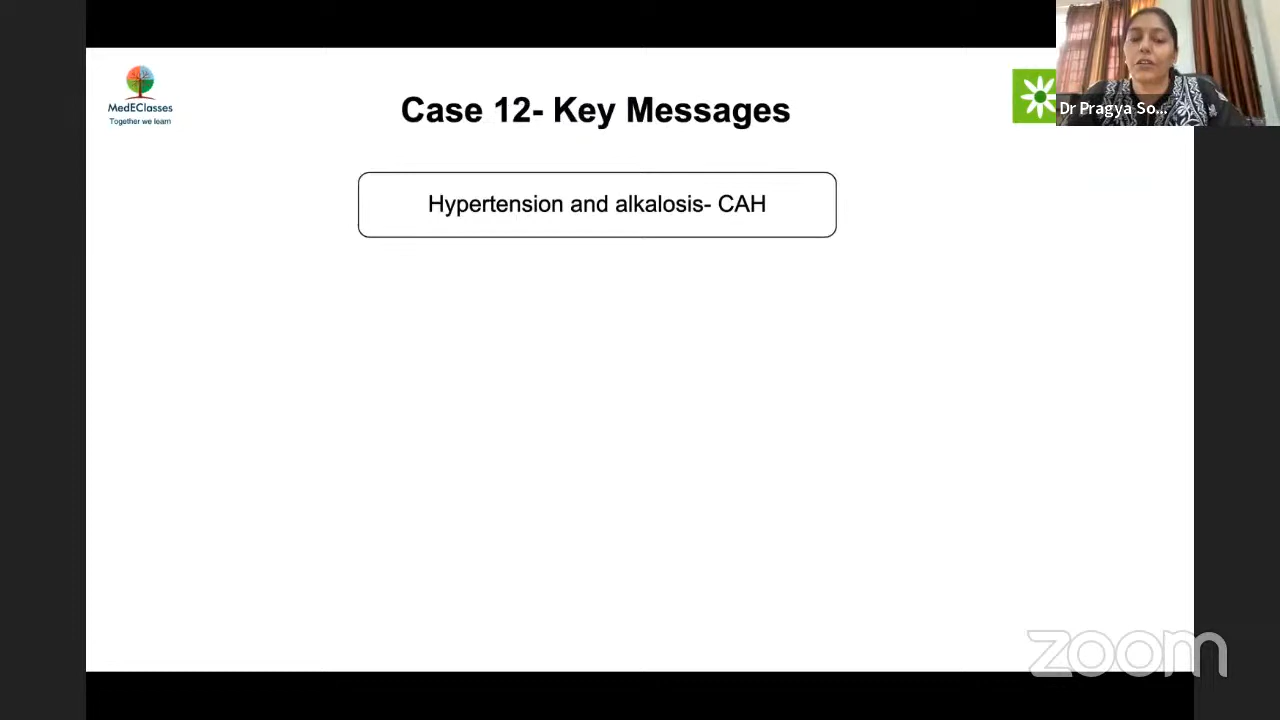 MedEClasses
Together we learn
Case 12- Key Messages
Dr Pragya So...
Hypertension and alkalosis- CAH
zoom